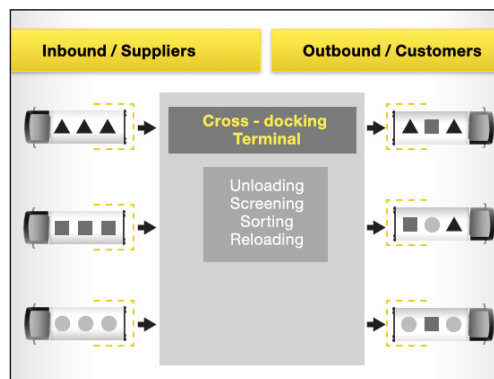 Inbound / Suppliers
Outbound / Customers
Cross - docking
Terminal
Unloading
Screening
Sorting
Reloading